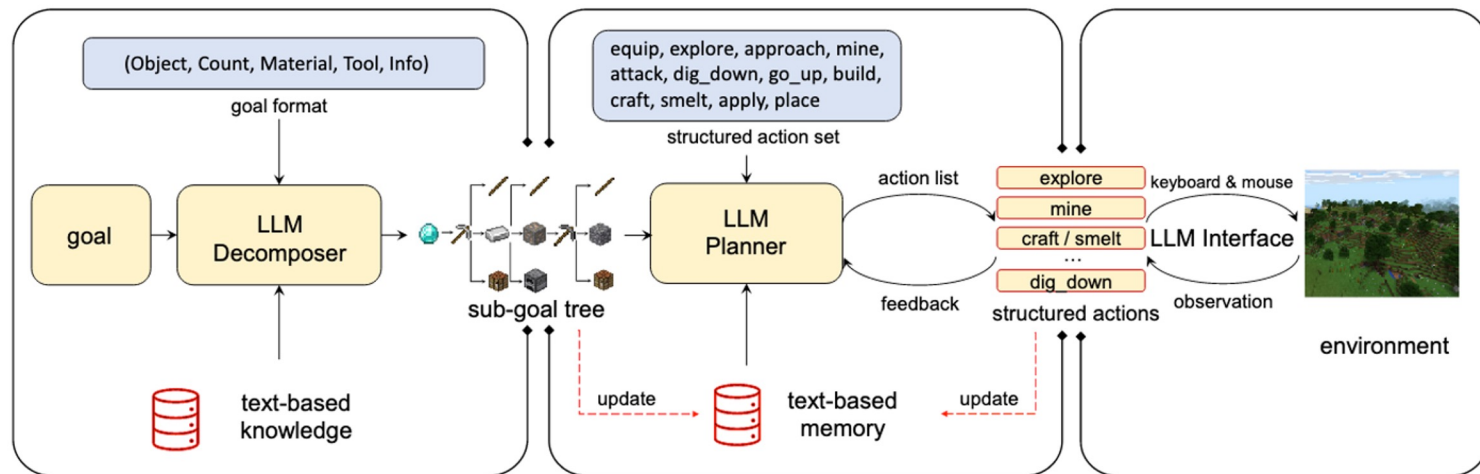 (Object, Count, Material, Tool, Info)
goal format
goal
LLM
Decomposer
sub-goal tree
text-based
knowledge
equip, explore, approach, mine,
attack, dig_down, go_up, build,
craft, smelt, apply, place
structured action set
LLM
Planner
action list
feedback
update
text-based
memory
update
explore
mine
craft / smelt
...
dig_down
structured actions
keyboard & mouse
LLM Interface
observation
environment